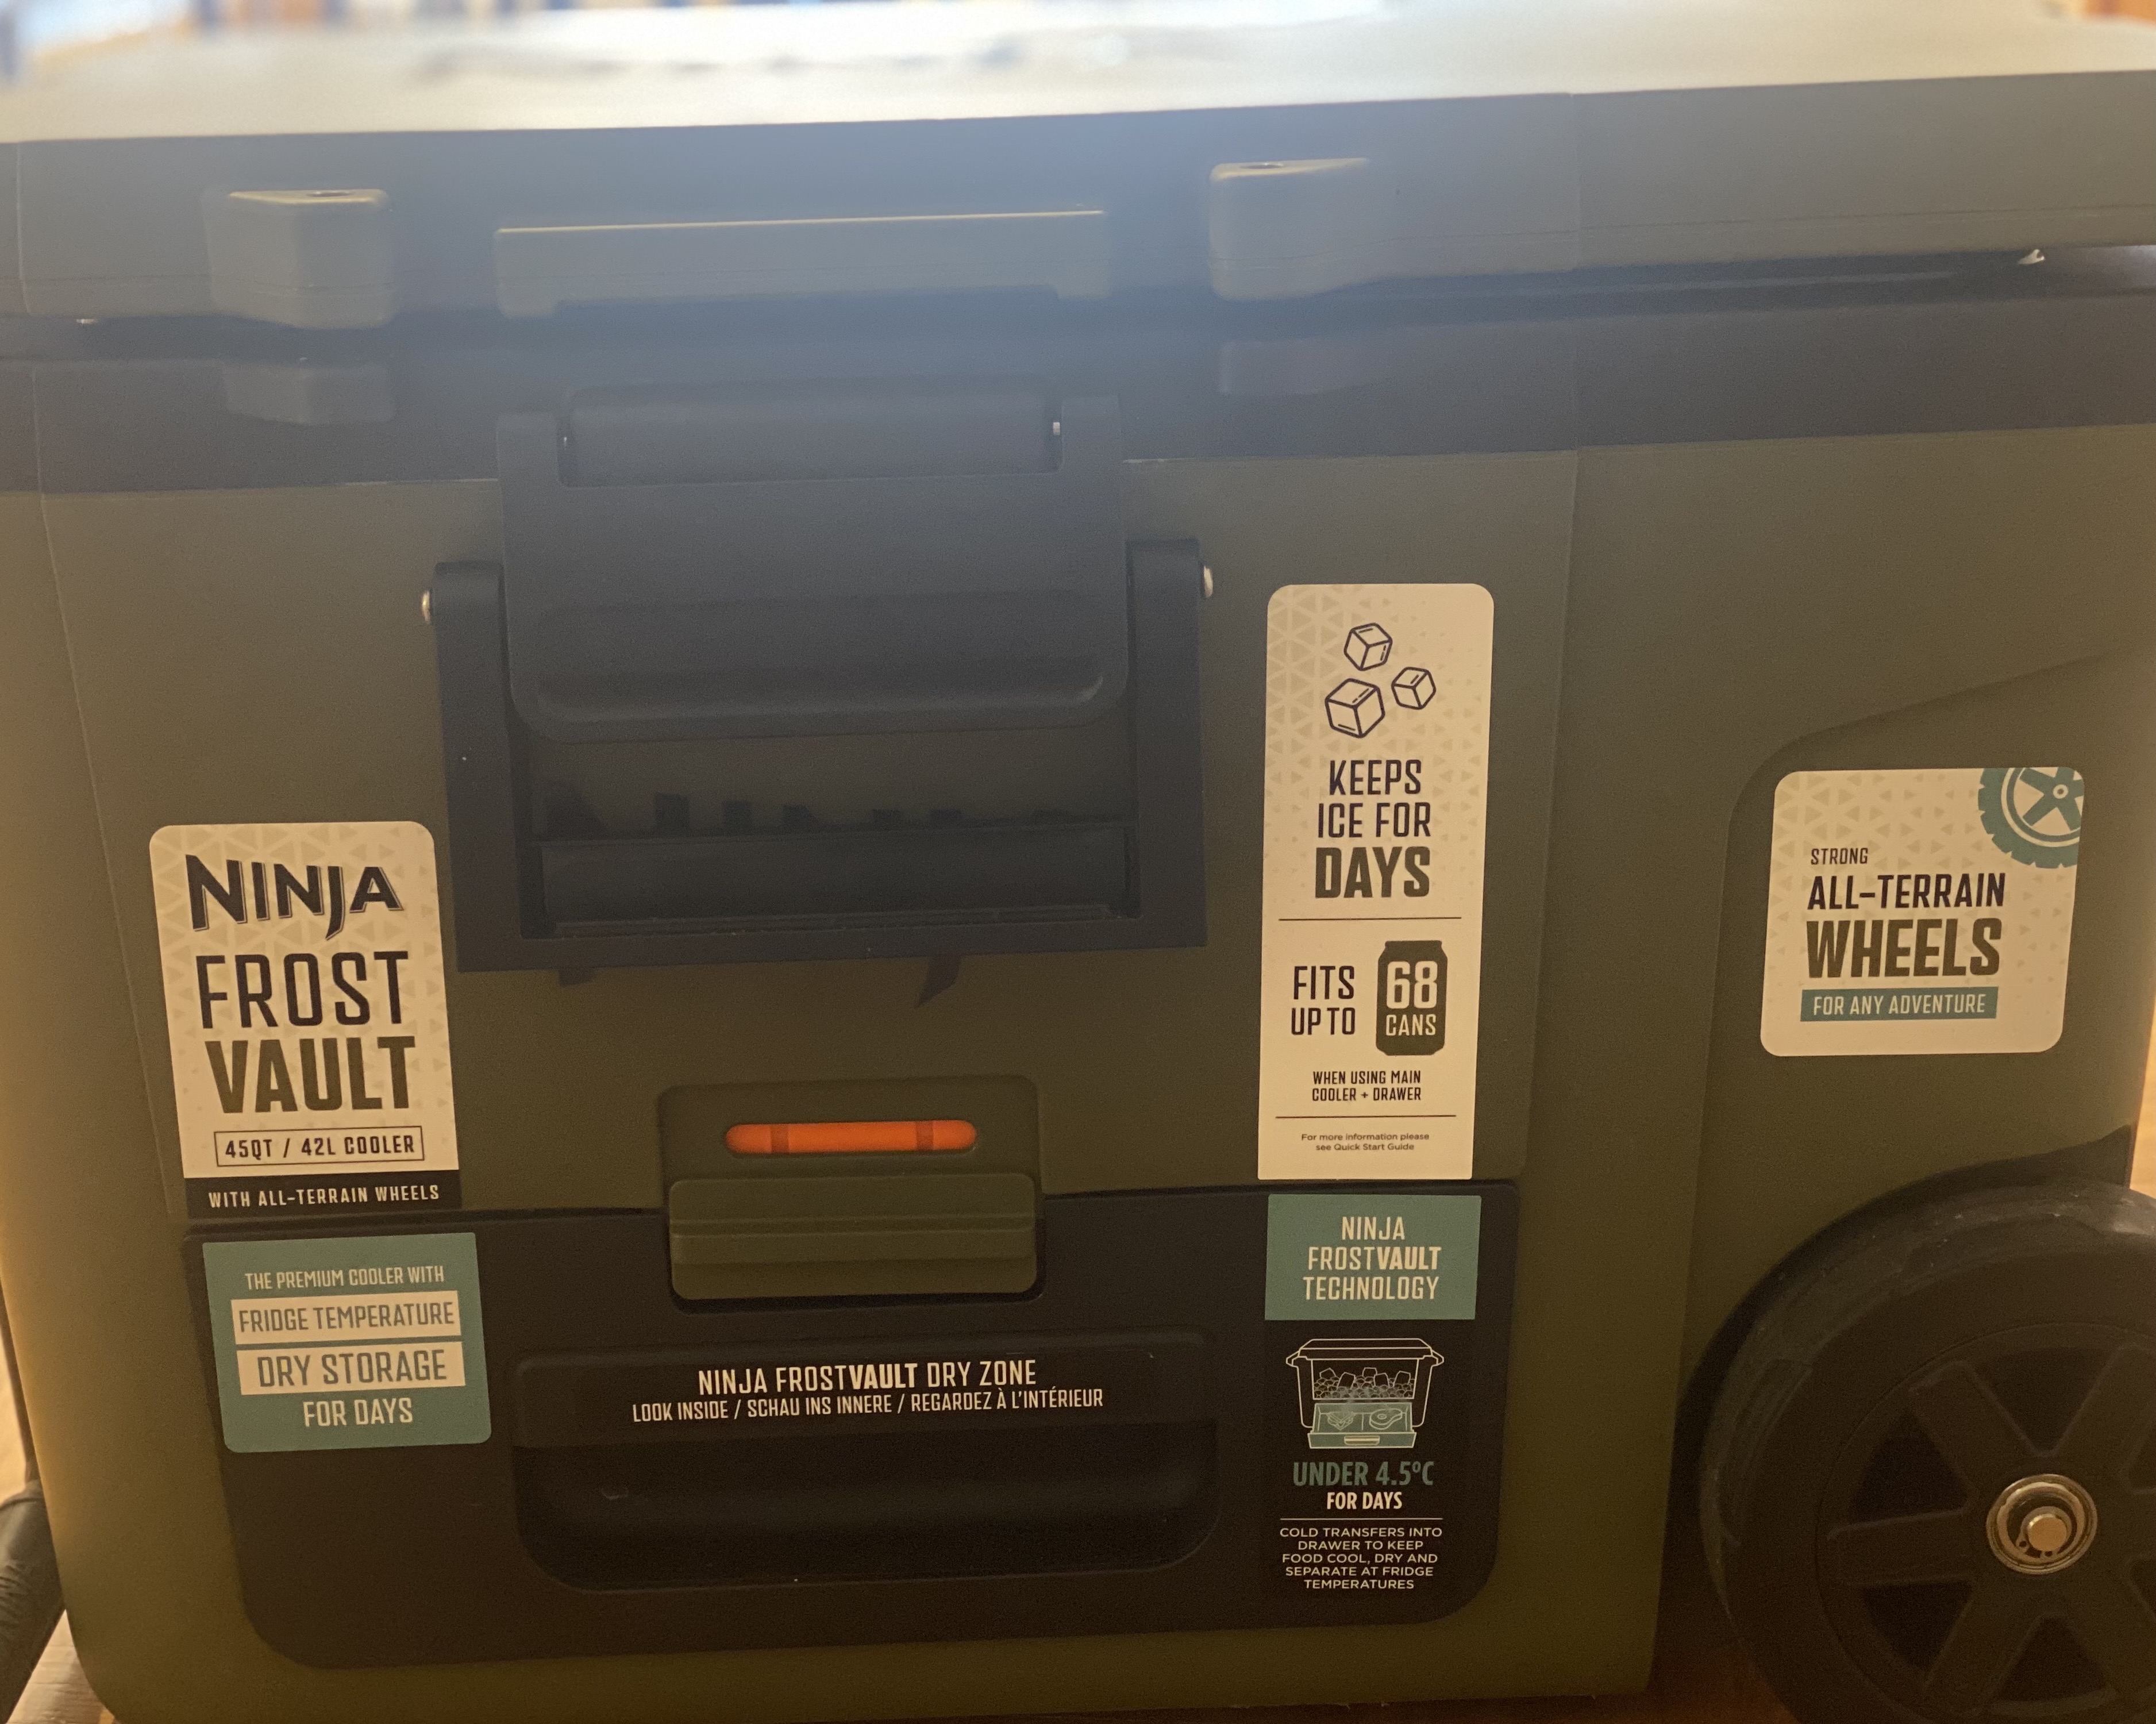 NINJA
FROST
VAULT
45QT / 42L COOLER
WITH ALL-TERRAIN WHEELS
THE PREMIUM COOLER WITH
FRIDGE TEMPERATURE
DRY STORAGE
FOR DAYS
NINJA FROSTVAULT DRY ZONE
LOOK INSIDE / SCHAU INS INNERE / REGARDEZ À L'INTÉRIEUR
KEEPS
ICE FOR
DAYS
FITS
UP TO
68
CANS
WHEN USING MAIN
COOLER + DRAWER
For more information please
see Quick Start Guide
NINJA
FROSTVAULT
TECHNOLOGY
UNDER 4.5ºC
FOR DAYS
COLD TRANSFERS INTO
DRAWER TO KEEP
FOOD COOL, DRY AND
SEPARATE AT FRIDGE
TEMPERATURES
STRONG
ALL-TERRAIN
WHEELS
FOR ANY ADVENTURE